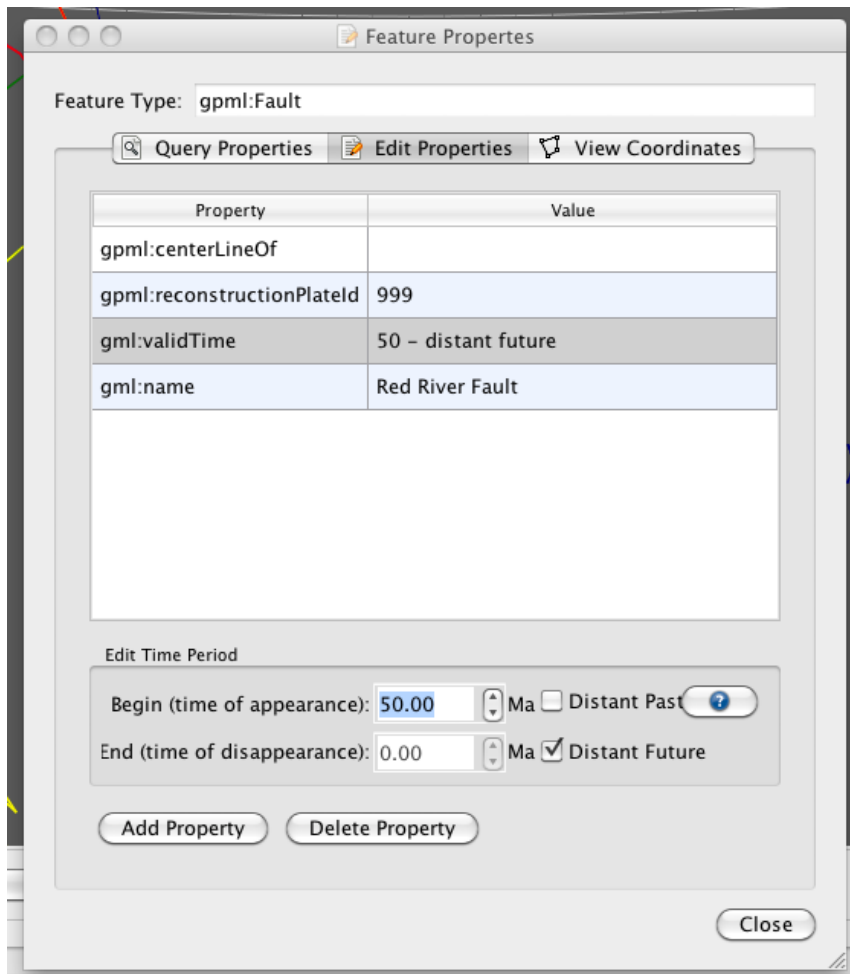 Feature Propertes
Feature Type: gpml:Fault
Query Properties Edit Properties View Coordinates
Property Value
gpml:centerLineOf
gpml:reconstructionPlateId 999
gml:validTime 50 – distant future
gml:name Red River Fault
Edit Time Period
Begin (time of appearance): 50.00 Ma Distant Past ?
End (time of disappearance): 0.00 Ma Distant Future
Add Property Delete Property
Close